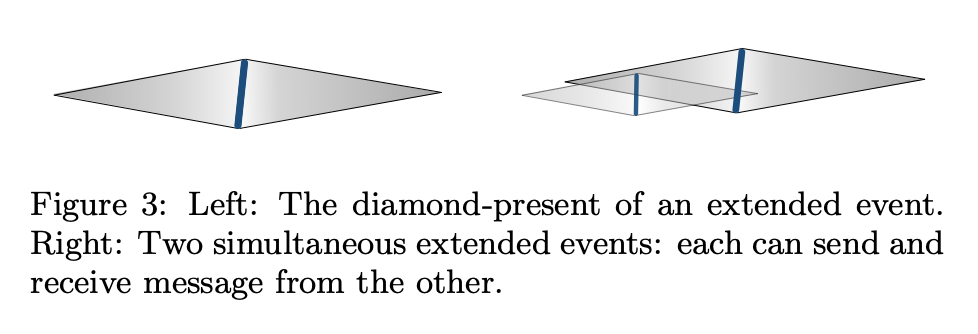 Figure 3: Left: The diamond-present of an extended event.
Right: Two simultaneous extended events: each can send and
receive message from the other.